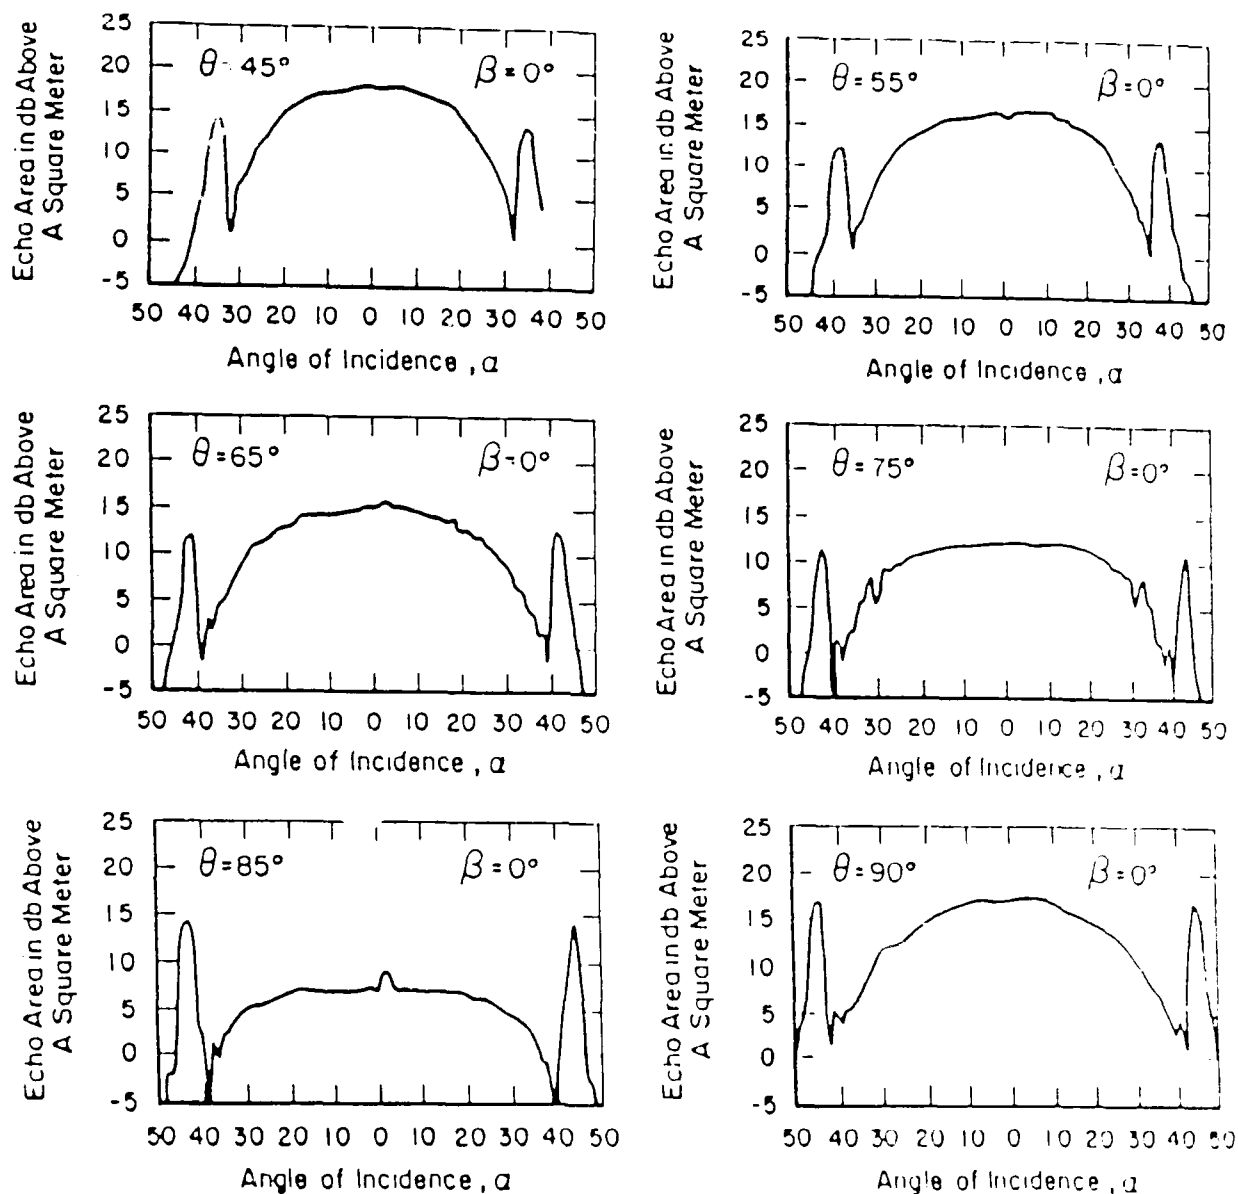 Echo Area in db Above
A Square Meter
25
20
15
10
5
0
-5
θ=45°
β=0°
50 40 30 20 10 0 10 20 30 40 50
Angle of Incidence, α
Echo Area in db Above
A Square Meter
25
20
15
10
5
0
-5
θ=55°
β=0°
50 40 30 20 10 0 10 20 30 40 50
Angle of Incidence, α
Echo Area in db Above
A Square Meter
25
20
15
10
5
0
-5
θ=65°
β=0°
50 40 30 20 10 0 10 20 30 40 50
Angle of Incidence, α
Echo Area in db Above
A Square Meter
25
20
15
10
5
0
-5
θ=75°
β=0°
50 40 30 20 10 0 10 20 30 40 50
Angle of Incidence, α
Echo Area in db Above
A Square Meter
25
20
15
10
5
0
-5
θ=85°
β=0°
50 40 30 20 10 0 10 20 30 40 50
Angle of Incidence, α
Echo Area in db Above
A Square Meter
25
20
15
10
5
0
-5
θ=90°
β=0°
50 40 30 20 10 0 10 20 30 40 50
Angle of Incidence, α